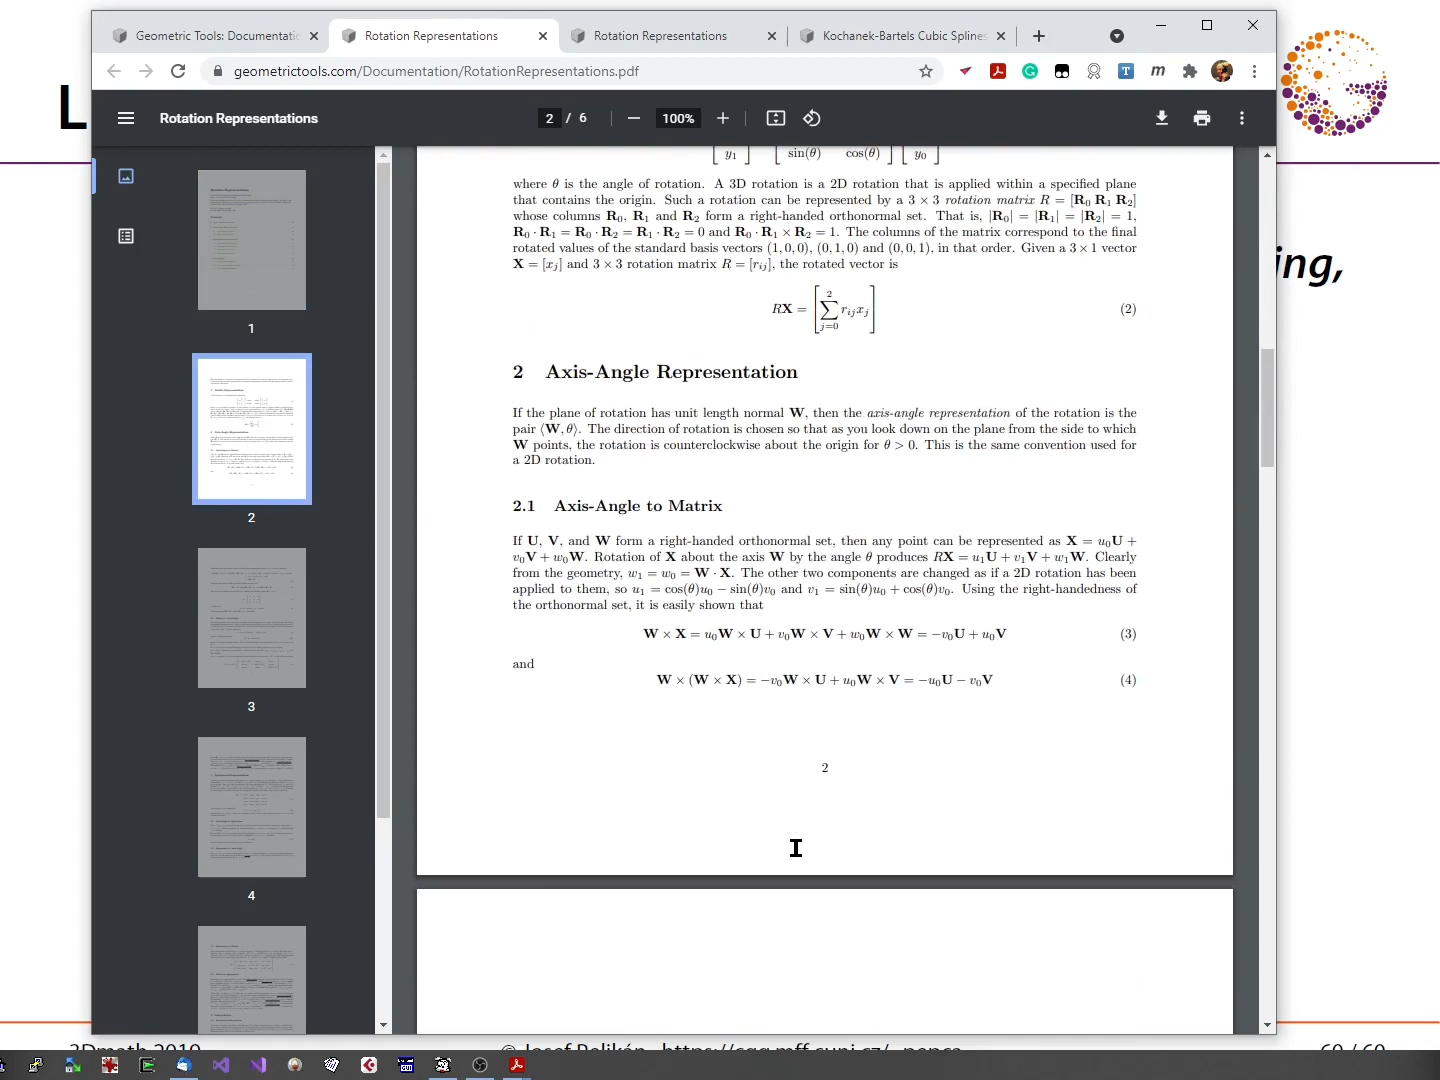 Geometric Tools: Documentatic
Rotation Representations
Rotation Representations
Kochanek-Bartels Cubic Splines
geometrictools.com/Documentation/RotationRepresentations.pdf
Rotation Representations
2 / 6
100%
1
2
3
4
y₁ sin(θ) cos(θ) y₀
where θ is the angle of rotation. A 3D rotation is a 2D rotation that is applied within a specified plane
that contains the origin. Such a rotation can be represented by a 3 × 3 rotation matrix R = [R₀ R₁ R₂]
whose columns R₀, R₁ and R₂ form a right-handed orthonormal set. That is, |R₀| = |R₁| = |R₂| = 1,
R₀ · R₁ = R₀ · R₂ = R₁ · R₂ = 0 and R₀ · R₁ × R₂ = 1. The columns of the matrix correspond to the final
rotated values of the standard basis vectors (1, 0, 0), (0, 1, 0) and (0, 0, 1), in that order. Given a 3 × 1 vector
X = [xⱼ] and 3 × 3 rotation matrix R = [rᵢⱼ], the rotated vector is
RX = [∑_{j=0}^{2} rᵢⱼxⱼ] (2)
2 Axis-Angle Representation
If the plane of rotation has unit length normal W, then the axis-angle representation of the rotation is the
pair ⟨W, θ⟩. The direction of rotation is chosen so that as you look down on the plane from the side to which
W points, the rotation is counterclockwise about the origin for θ > 0. This is the same convention used for
a 2D rotation.
2.1 Axis-Angle to Matrix
If U, V, and W form a right-handed orthonormal set, then any point can be represented as X = u₀U +
v₀V + w₀W. Rotation of X about the axis W by the angle θ produces RX = u₁U + v₁V + w₁W. Clearly
from the geometry, w₁ = w₀ = W · X. The other two components are changed as if a 2D rotation has been
applied to them, so u₁ = cos(θ)u₀ − sin(θ)v₀ and v₁ = sin(θ)u₀ + cos(θ)v₀. Using the right-handedness of
the orthonormal set, it is easily shown that
W × X = u₀W × U + v₀W × V + w₀W × W = −v₀U + u₀V (3)
and
W × (W × X) = −v₀W × U + u₀W × V = −u₀U − v₀V (4)
2
L
ing,